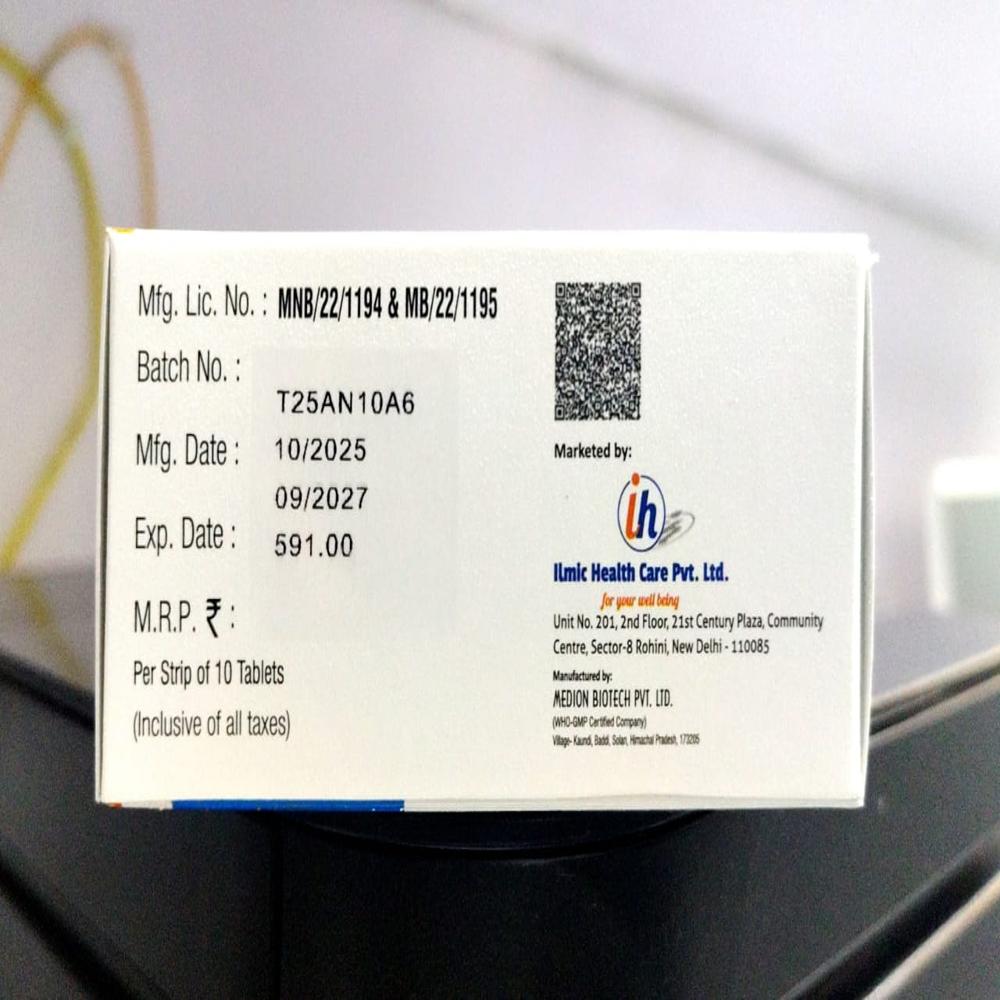 Mfg. Lic. No. : MNB/22/1194 & MB/22/1195
Batch No. :
T25AN10A6
Mfg. Date : 10/2025
09/2027
Exp. Date :
591.00
M.R.P. ₹ :
Per Strip of 10 Tablets
(Inclusive of all taxes)
Marketed by:
ih
ILmic Health Care Pvt. Ltd.
for your well being
Unit No. 201, 2nd Floor, 21st Century Plaza, Community
Centre, Sector-8 Rohini, New Delhi - 110085
Manufactured by:
MEDION BIOTECH PVT. LTD.
(WHO-GMP Certified Company)
Village- Kaundi, Baddi, Solan, Himachal Pradesh, 173205